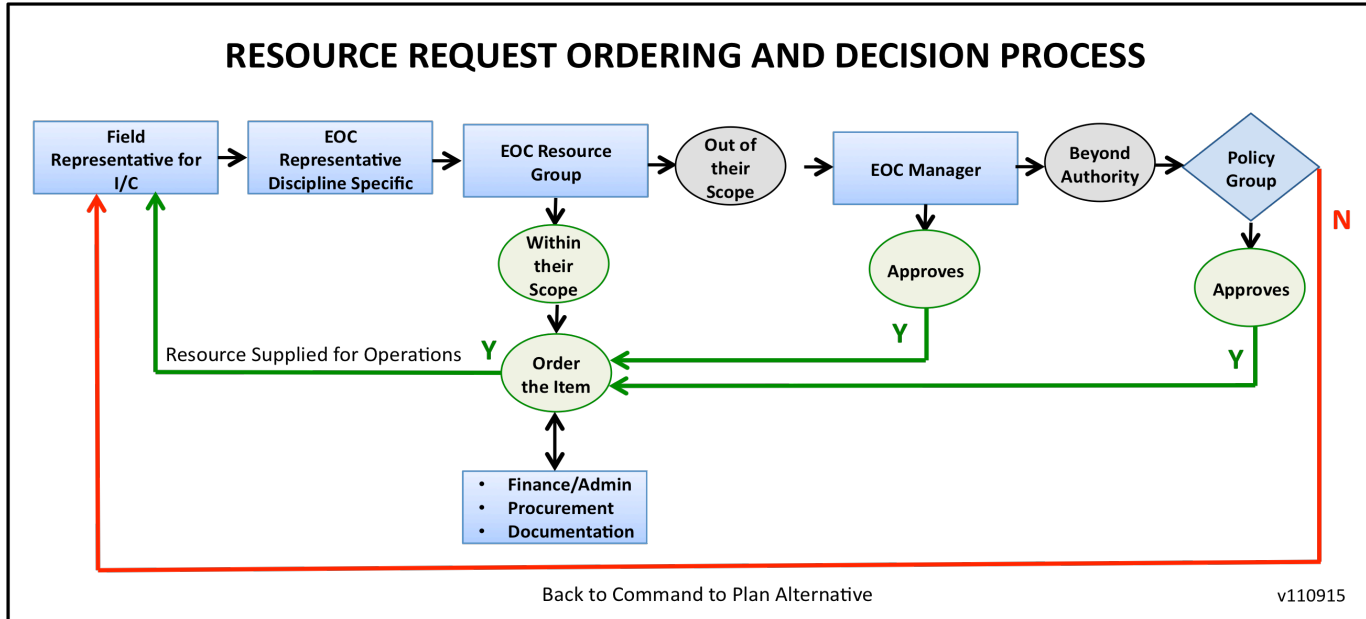 RESOURCE REQUEST ORDERING AND DECISION PROCESS
Field
Representative for
I/C
EOC
Representative
Discipline Specific
EOC Resource
Group
Out of
their
Scope
EOC Manager
Beyond
Authority
Policy
Group
N
Within
their
Scope
Approves
Approves
Y
Y
Resource Supplied for Operations
Y
Order
the Item
• Finance/Admin
• Procurement
• Documentation
Back to Command to Plan Alternative
v110915